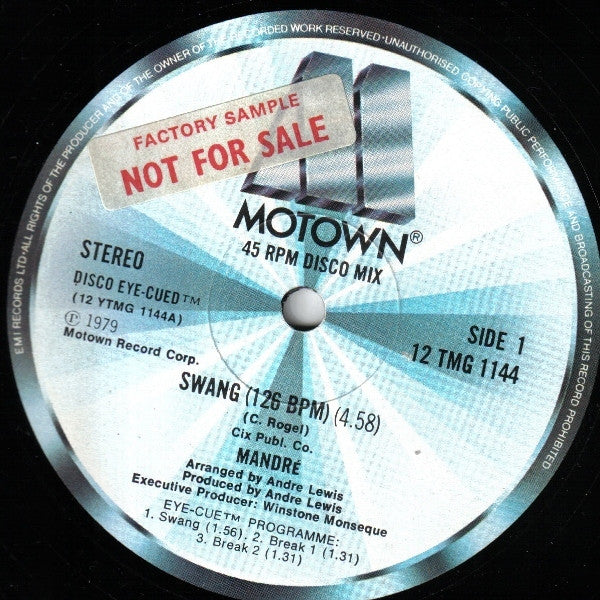 EMI RECORDS LTD·ALL RIGHTS OF THE PRODUCER AND OF THE OWNER OF THE RECORDED WORK RESERVED·UNAUTHORISED COPYING PUBLIC PERFORMANCE AND BROADCASTING OF THIS RECORD PROHIBITED
FACTORY SAMPLE
NOT FOR SALE
MOTOWN®
45 RPM DISCO MIX
STEREO
DISCO EYE-CUED™
(12 YTMG 1144A)
℗ 1979
Motown Record Corp.
SIDE 1
12 TMG 1144
SWANG (126 BPM) (4.58)
(C. Rogel)
Cix Publ. Co.
MANDRÉ
Arranged by Andre Lewis
Produced by Andre Lewis
Executive Producer: Winstone Monseque
EYE-CUE™ PROGRAMME:
1. Swang (1.56). 2. Break 1 (1.31)
3. Break 2 (1.31)